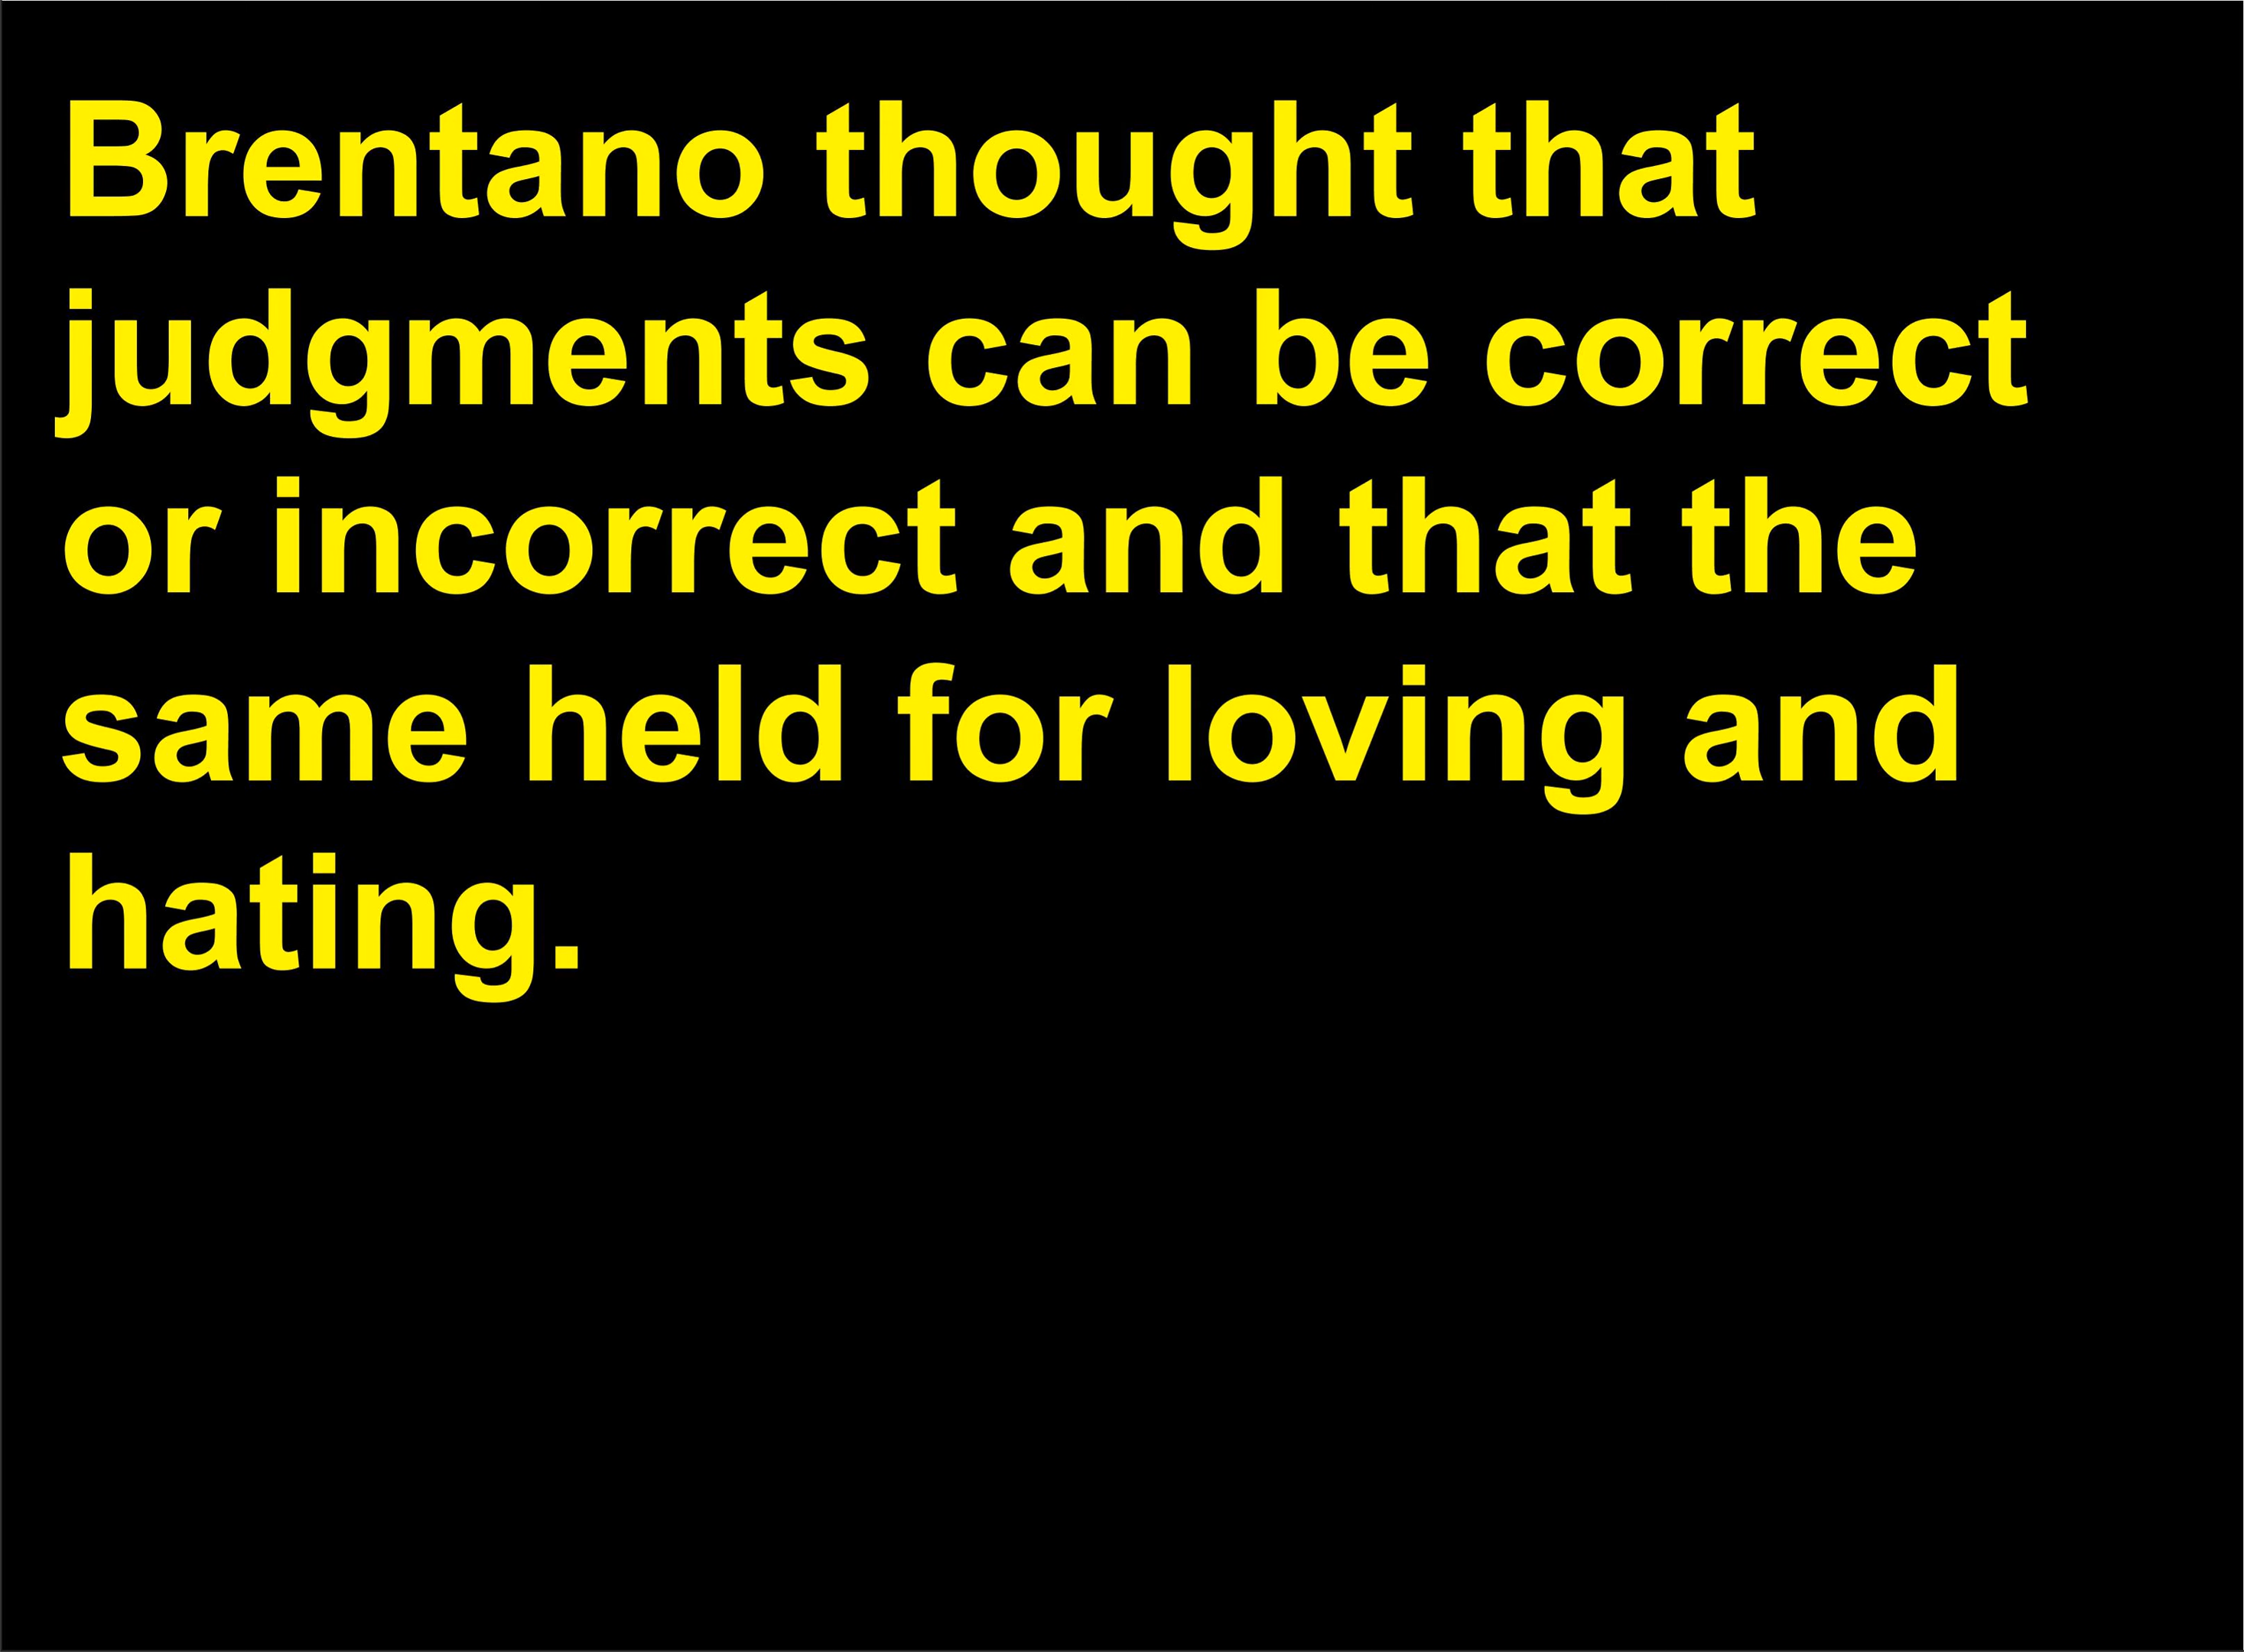 Brentano thought that
judgments can be correct
or incorrect and that the
same held for loving and
hating.